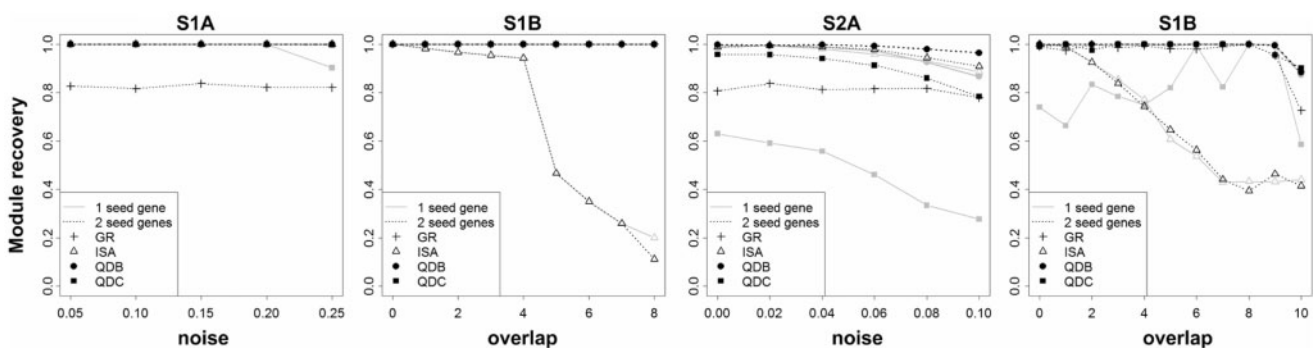 S1A
S1B
S2A
S1B
Module recovery
1.0
0.8
0.6
0.4
0.2
0.0
1 seed gene
2 seed genes
GR
ISA
QDB
QDC
0.05 0.10 0.15 0.20 0.25
noise
1.0
0.8
0.6
0.4
0.2
0.0
1 seed gene
2 seed genes
GR
ISA
QDB
QDC
0 2 4 6 8
overlap
1.0
0.8
0.6
0.4
0.2
0.0
1 seed gene
2 seed genes
GR
ISA
QDB
QDC
0.00 0.02 0.04 0.06 0.08 0.10
noise
1.0
0.8
0.6
0.4
0.2
0.0
1 seed gene
2 seed genes
GR
ISA
QDB
QDC
0 2 4 6 8 10
overlap